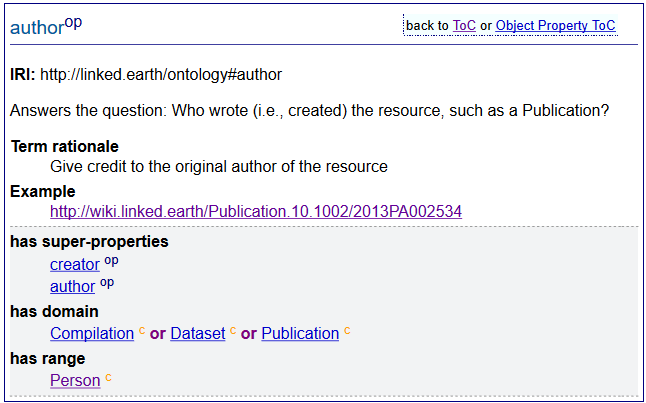 author op
back to ToC or Object Property ToC
IRI: http://linked.earth/ontology#author
Answers the question: Who wrote (i.e., created) the resource, such as a Publication?
Term rationale
Give credit to the original author of the resource
Example
http://wiki.linked.earth/Publication.10.1002/2013PA002534
has super-properties
creator op
author op
has domain
Compilation c or Dataset c or Publication c
has range
Person c